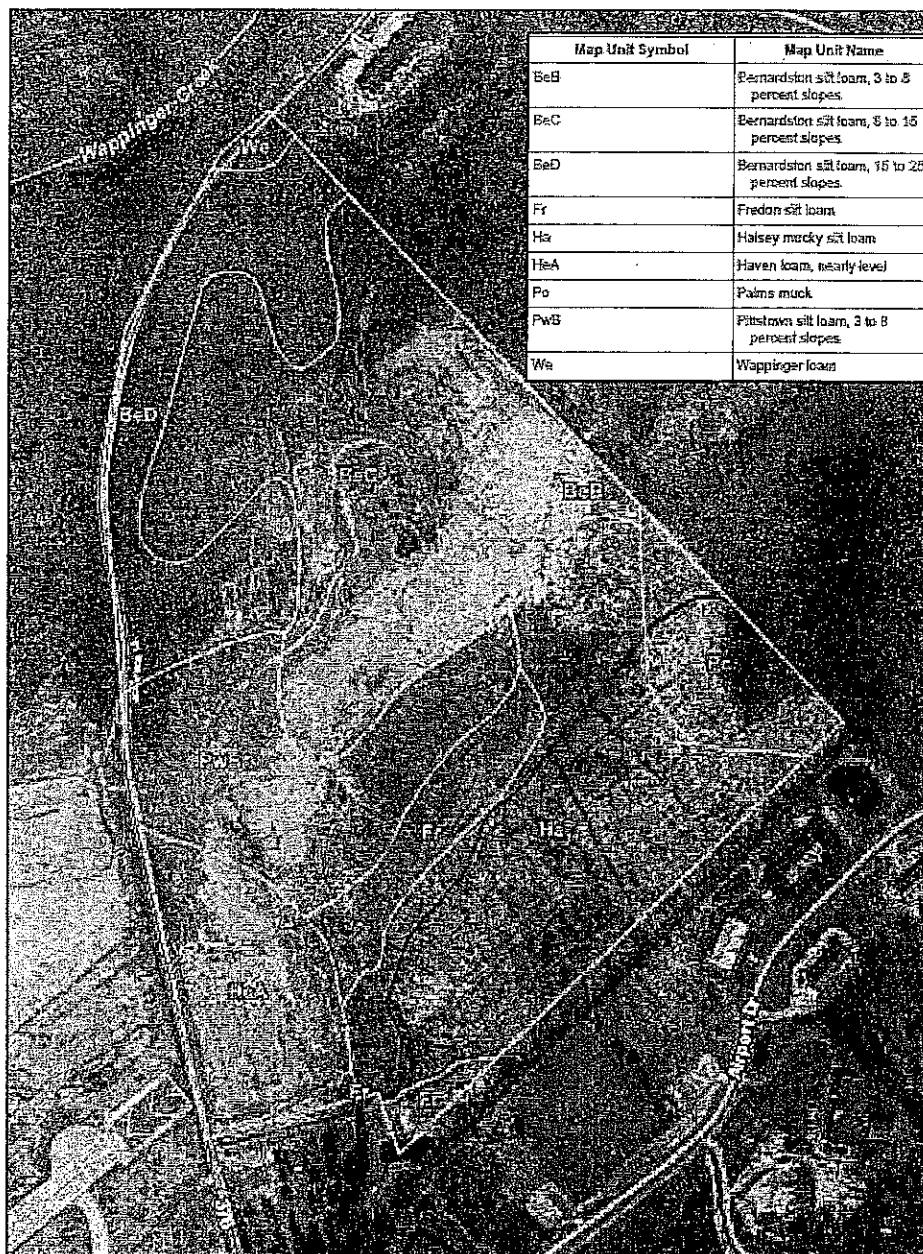 Map Unit Symbol Map Unit Name
BeB Bernardston silt loam, 3 to 8
percent slopes
BeC Bernardston silt loam, 8 to 15
percent slopes
BeD Bernardston silt loam, 15 to 25
percent slopes
Fr Fredon silt loam
Ha Halsey mucky silt loam
HeA Haven loam, nearly level
Po Palms muck
PwB Pittstown silt loam, 3 to 8
percent slopes
We Wappinger loam
Wappinger
We
BeD
BeC
BeB
PwB
Fr
Ha
HeA
Fr
Airport D